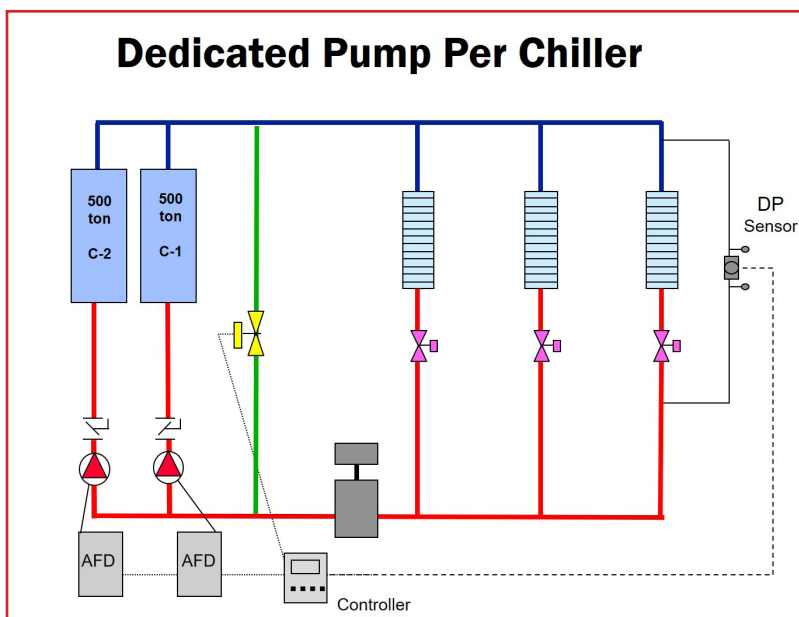 Dedicated Pump Per Chiller
500
ton
C-2
500
ton
C-1
DP
Sensor
AFD
AFD
Controller